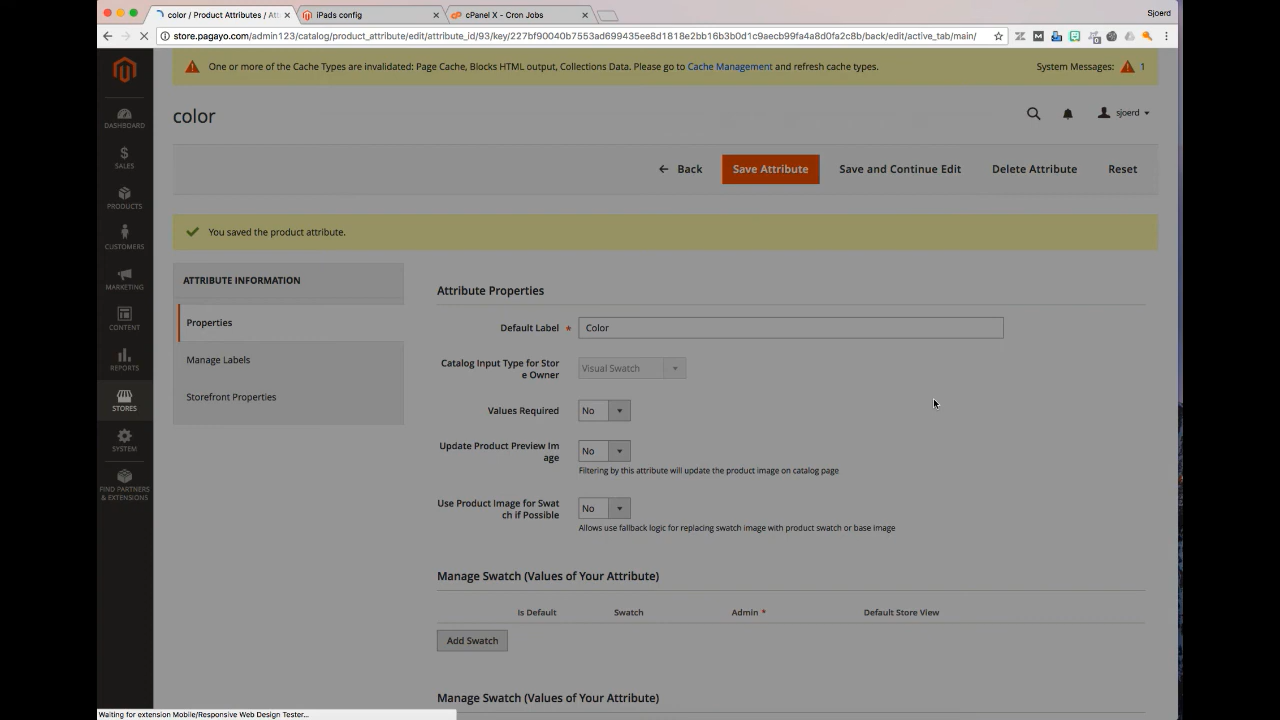 color / Product Attributes / Att
iPads config
cPanel X - Cron Jobs
Sjoerd
store.pagayo.com/admin123/catalog/product_attribute/edit/attribute_id/93/key/227bf90040b7553ad699435ee8d1818e2bb16b3b0d1c9aecb99fa4a8d0fa2c8b/back/edit/active_tab/main/
One or more of the Cache Types are invalidated: Page Cache, Blocks HTML output, Collections Data. Please go to Cache Management and refresh cache types.
System Messages: 1
color
sjoerd
Back
Save Attribute
Save and Continue Edit
Delete Attribute
Reset
You saved the product attribute.
DASHBOARD
SALES
PRODUCTS
CUSTOMERS
MARKETING
CONTENT
REPORTS
STORES
SYSTEM
FIND PARTNERS
& EXTENSIONS
ATTRIBUTE INFORMATION
Properties
Manage Labels
Storefront Properties
Attribute Properties
Default Label * Color
Catalog Input Type for Stor
e Owner
Visual Swatch
Values Required No
Update Product Preview Im
age
No
Filtering by this attribute will update the product image on catalog page
Use Product Image for Swat
ch if Possible
No
Allows use fallback logic for replacing swatch image with product swatch or base image
Manage Swatch (Values of Your Attribute)
Is Default Swatch Admin * Default Store View
Add Swatch
Manage Swatch (Values of Your Attribute)
Waiting for extension Mobile/Responsive Web Design Tester...